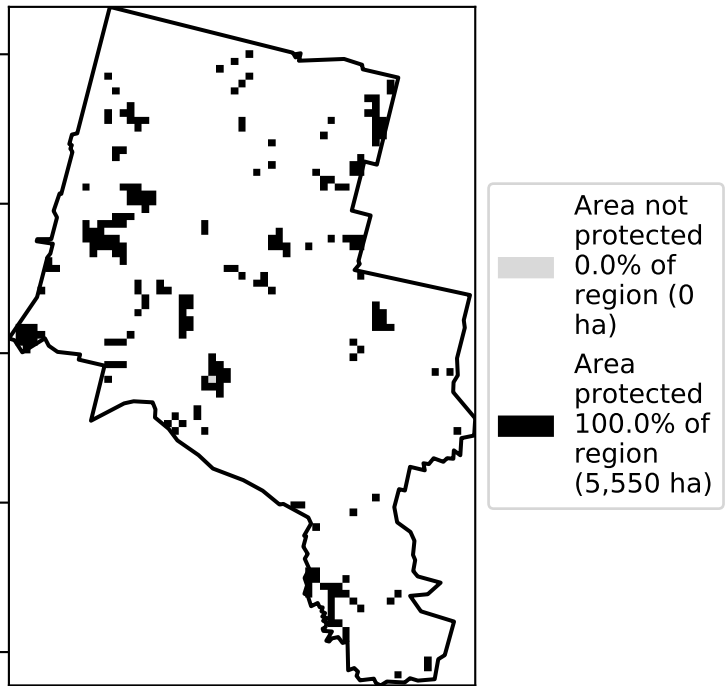 Area not
protected
0.0% of
region (0
ha)
Area
protected
100.0% of
region
(5,550 ha)